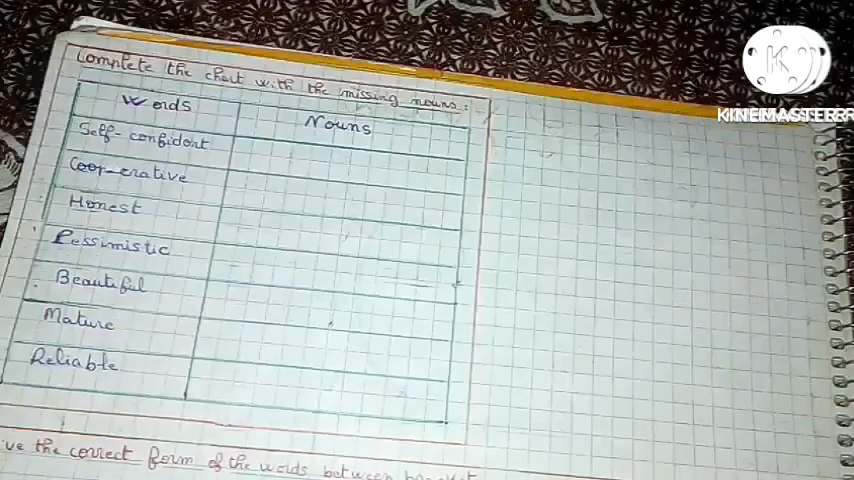 Complete the chart with the missing nouns:
Words
Nouns
Self-confident
Coop-erative
Honest
Pessimistic
Beautiful
Mature
Reliable
ve the correct form of the words between
K
KINEMASTER